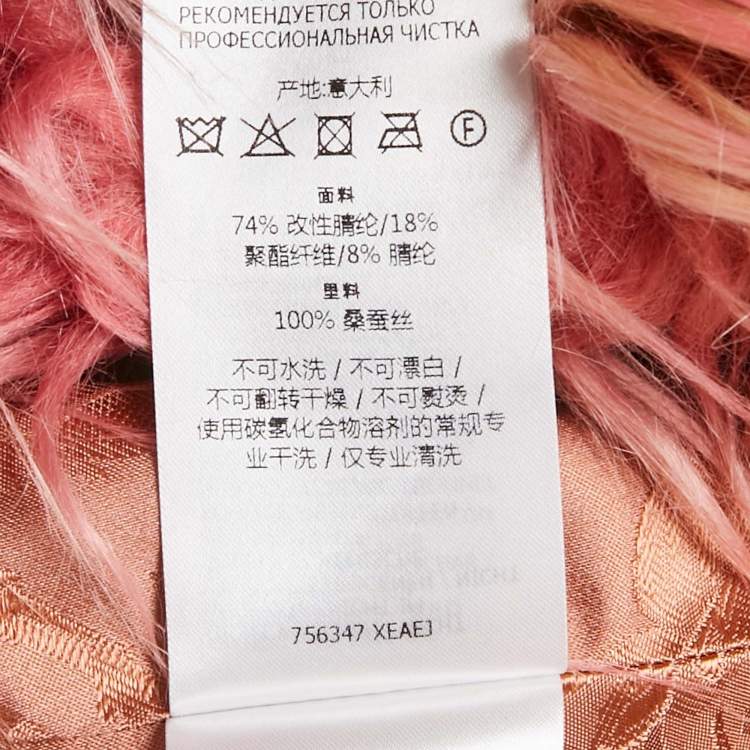 РЕКОМЕНДУЕТСЯ ТОЛЬКО
ПРОФЕССИОНАЛЬНАЯ ЧИСТКА
产地:意大利
F
面料
74% 改性腈纶/18%
聚酯纤维/8% 腈纶
里料
100% 桑蚕丝
不可水洗 / 不可漂白 /
不可翻转干燥 / 不可熨烫 /
使用碳氢化合物溶剂的常规专
业干洗 / 仅专业清洗
756347 XEAEJ